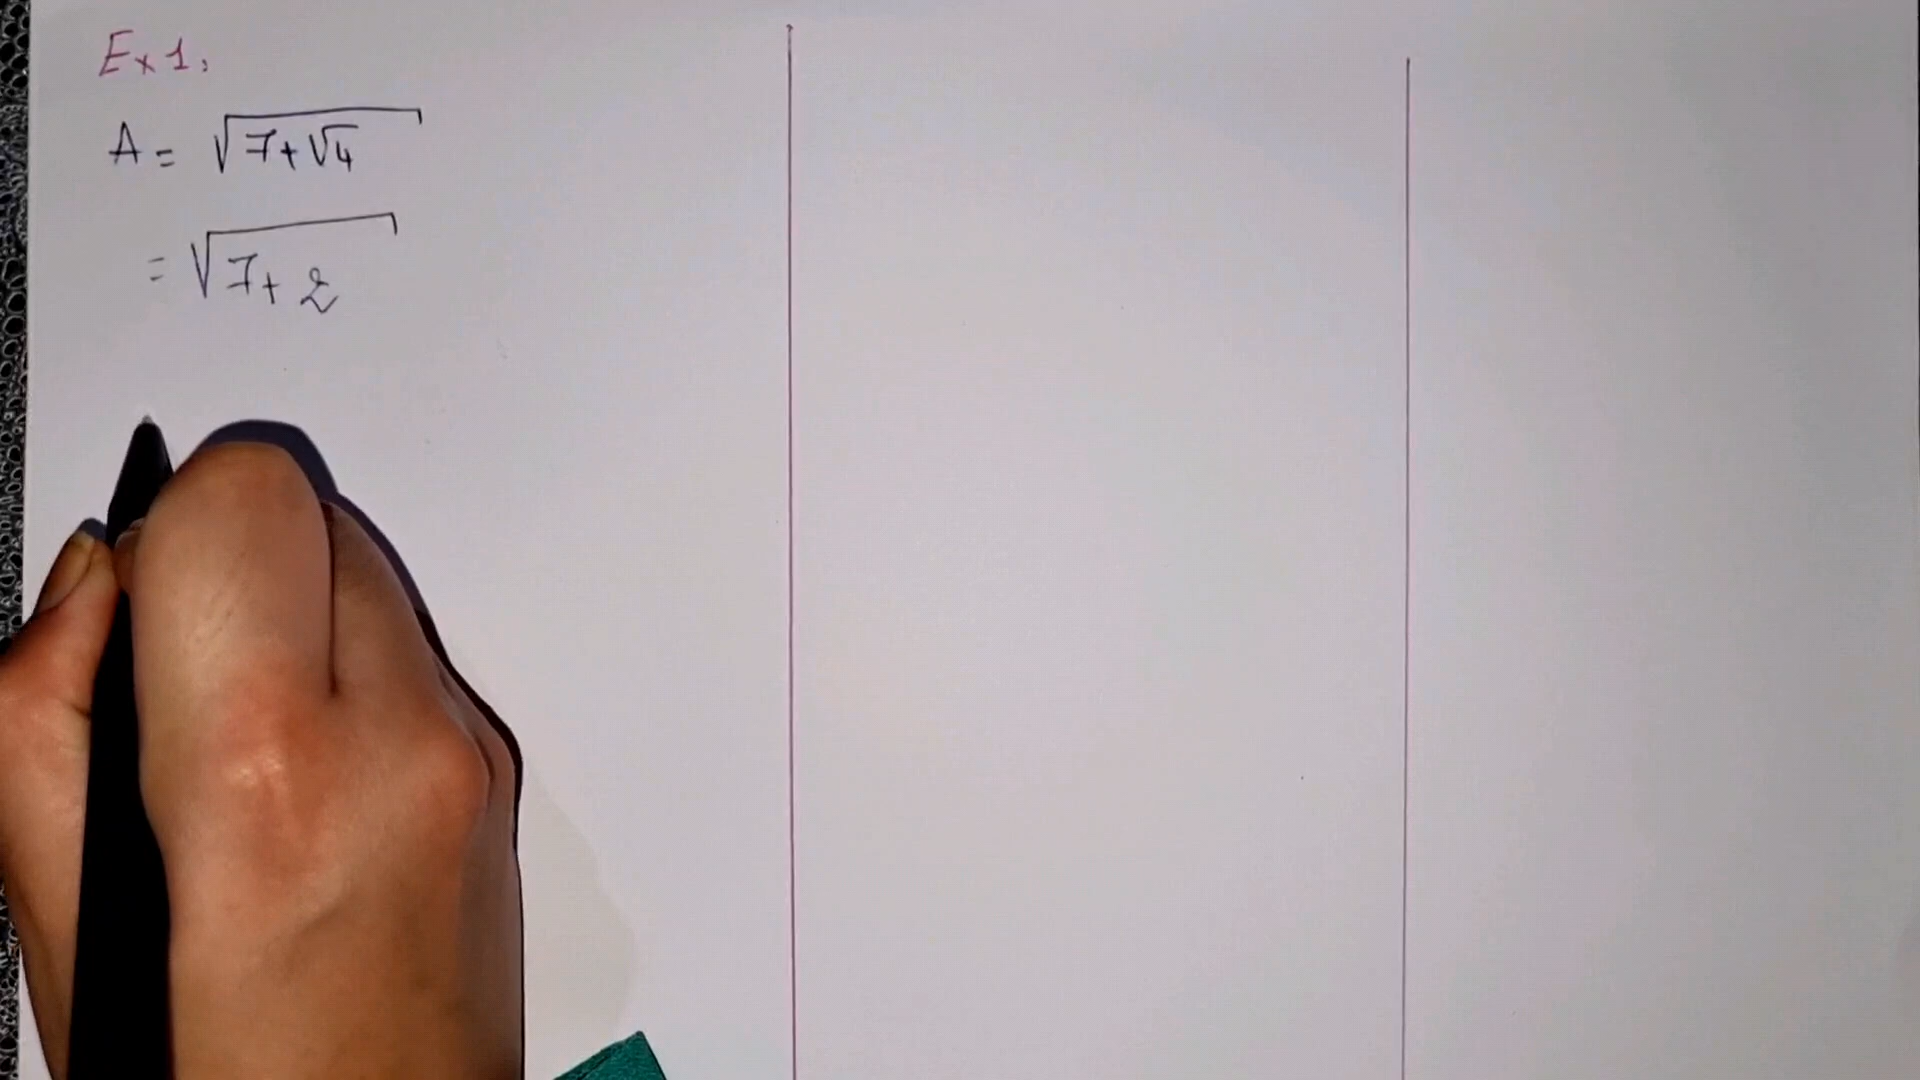 Ex 1,
A = √(7+√4)
= √(7+2)